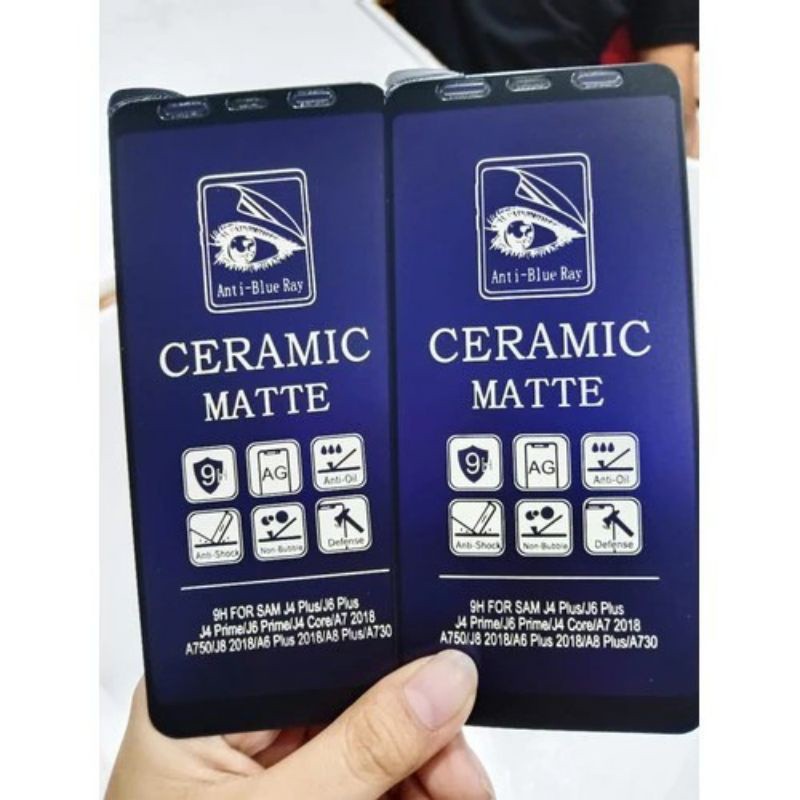 Anti-Blue Ray
CERAMIC
MATTE
9H
AG
Anti-Oil
Anti-Shock
Non-Bubble
Defense
9H FOR SAM J4 Plus/J6 Plus
J4 Prime/J6 Prime/J4 Core/A7 2018
A750/J8 2018/A6 Plus 2018/A8 Plus/A730
Anti-Blue Ray
CERAMIC
MATTE
9H
AG
Anti-Oil
Anti-Shock
Non-Bubble
Defense
9H FOR SAM J4 Plus/J6 Plus
J4 Prime/J6 Prime/J4 Core/A7 2018
A750/J8 2018/A6 Plus 2018/A8 Plus/A730